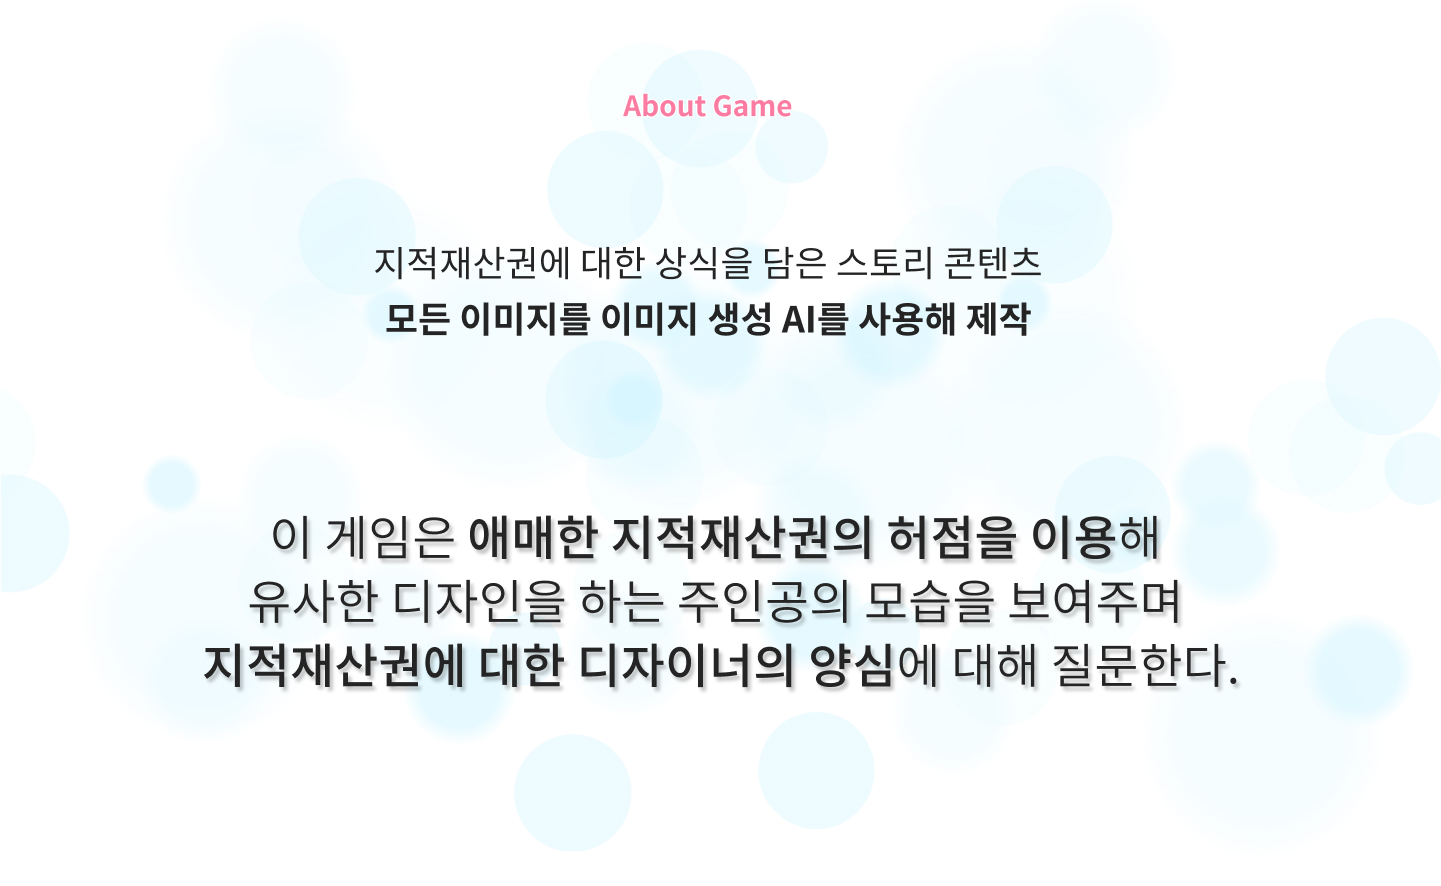 About Game
지적재산권에 대한 상식을 담은 스토리 콘텐츠
모든 이미지를 이미지 생성 AI를 사용해 제작
이 게임은 애매한 지적재산권의 허점을 이용해
유사한 디자인을 하는 주인공의 모습을 보여주며
지적재산권에 대한 디자이너의 양심에 대해 질문한다.